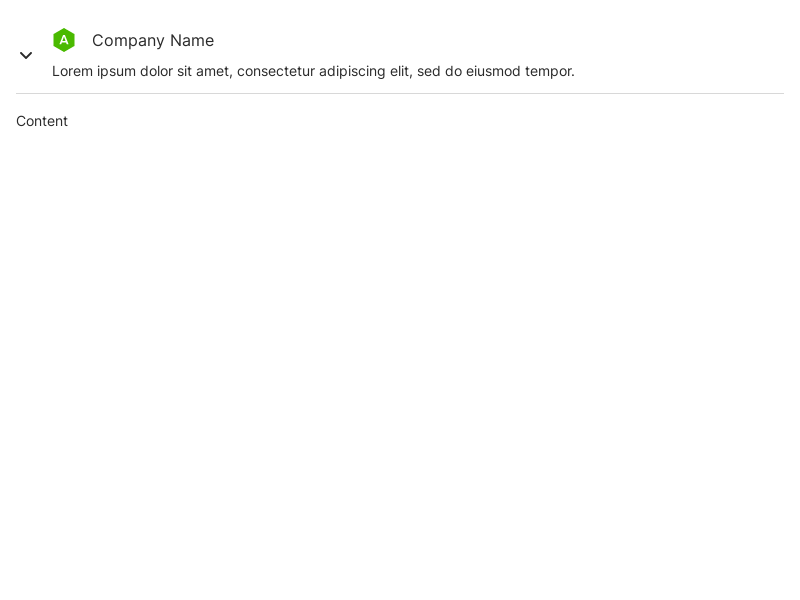 A Company Name
Lorem ipsum dolor sit amet, consectetur adipiscing elit, sed do eiusmod tempor.
Content